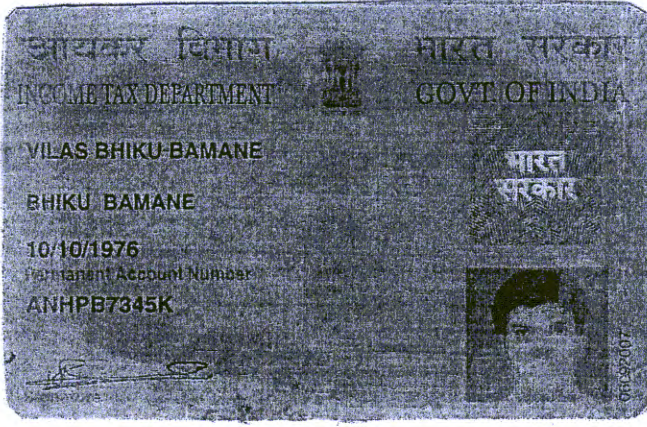 आयकर विभाग
भारत सरकार
INCOME TAX DEPARTMENT
GOVT. OF INDIA
VILAS BHIKU BAMANE
भारत
सरकार
BHIKU BAMANE
10/10/1976
Permanent Account Number
ANHPB7345K
Signature